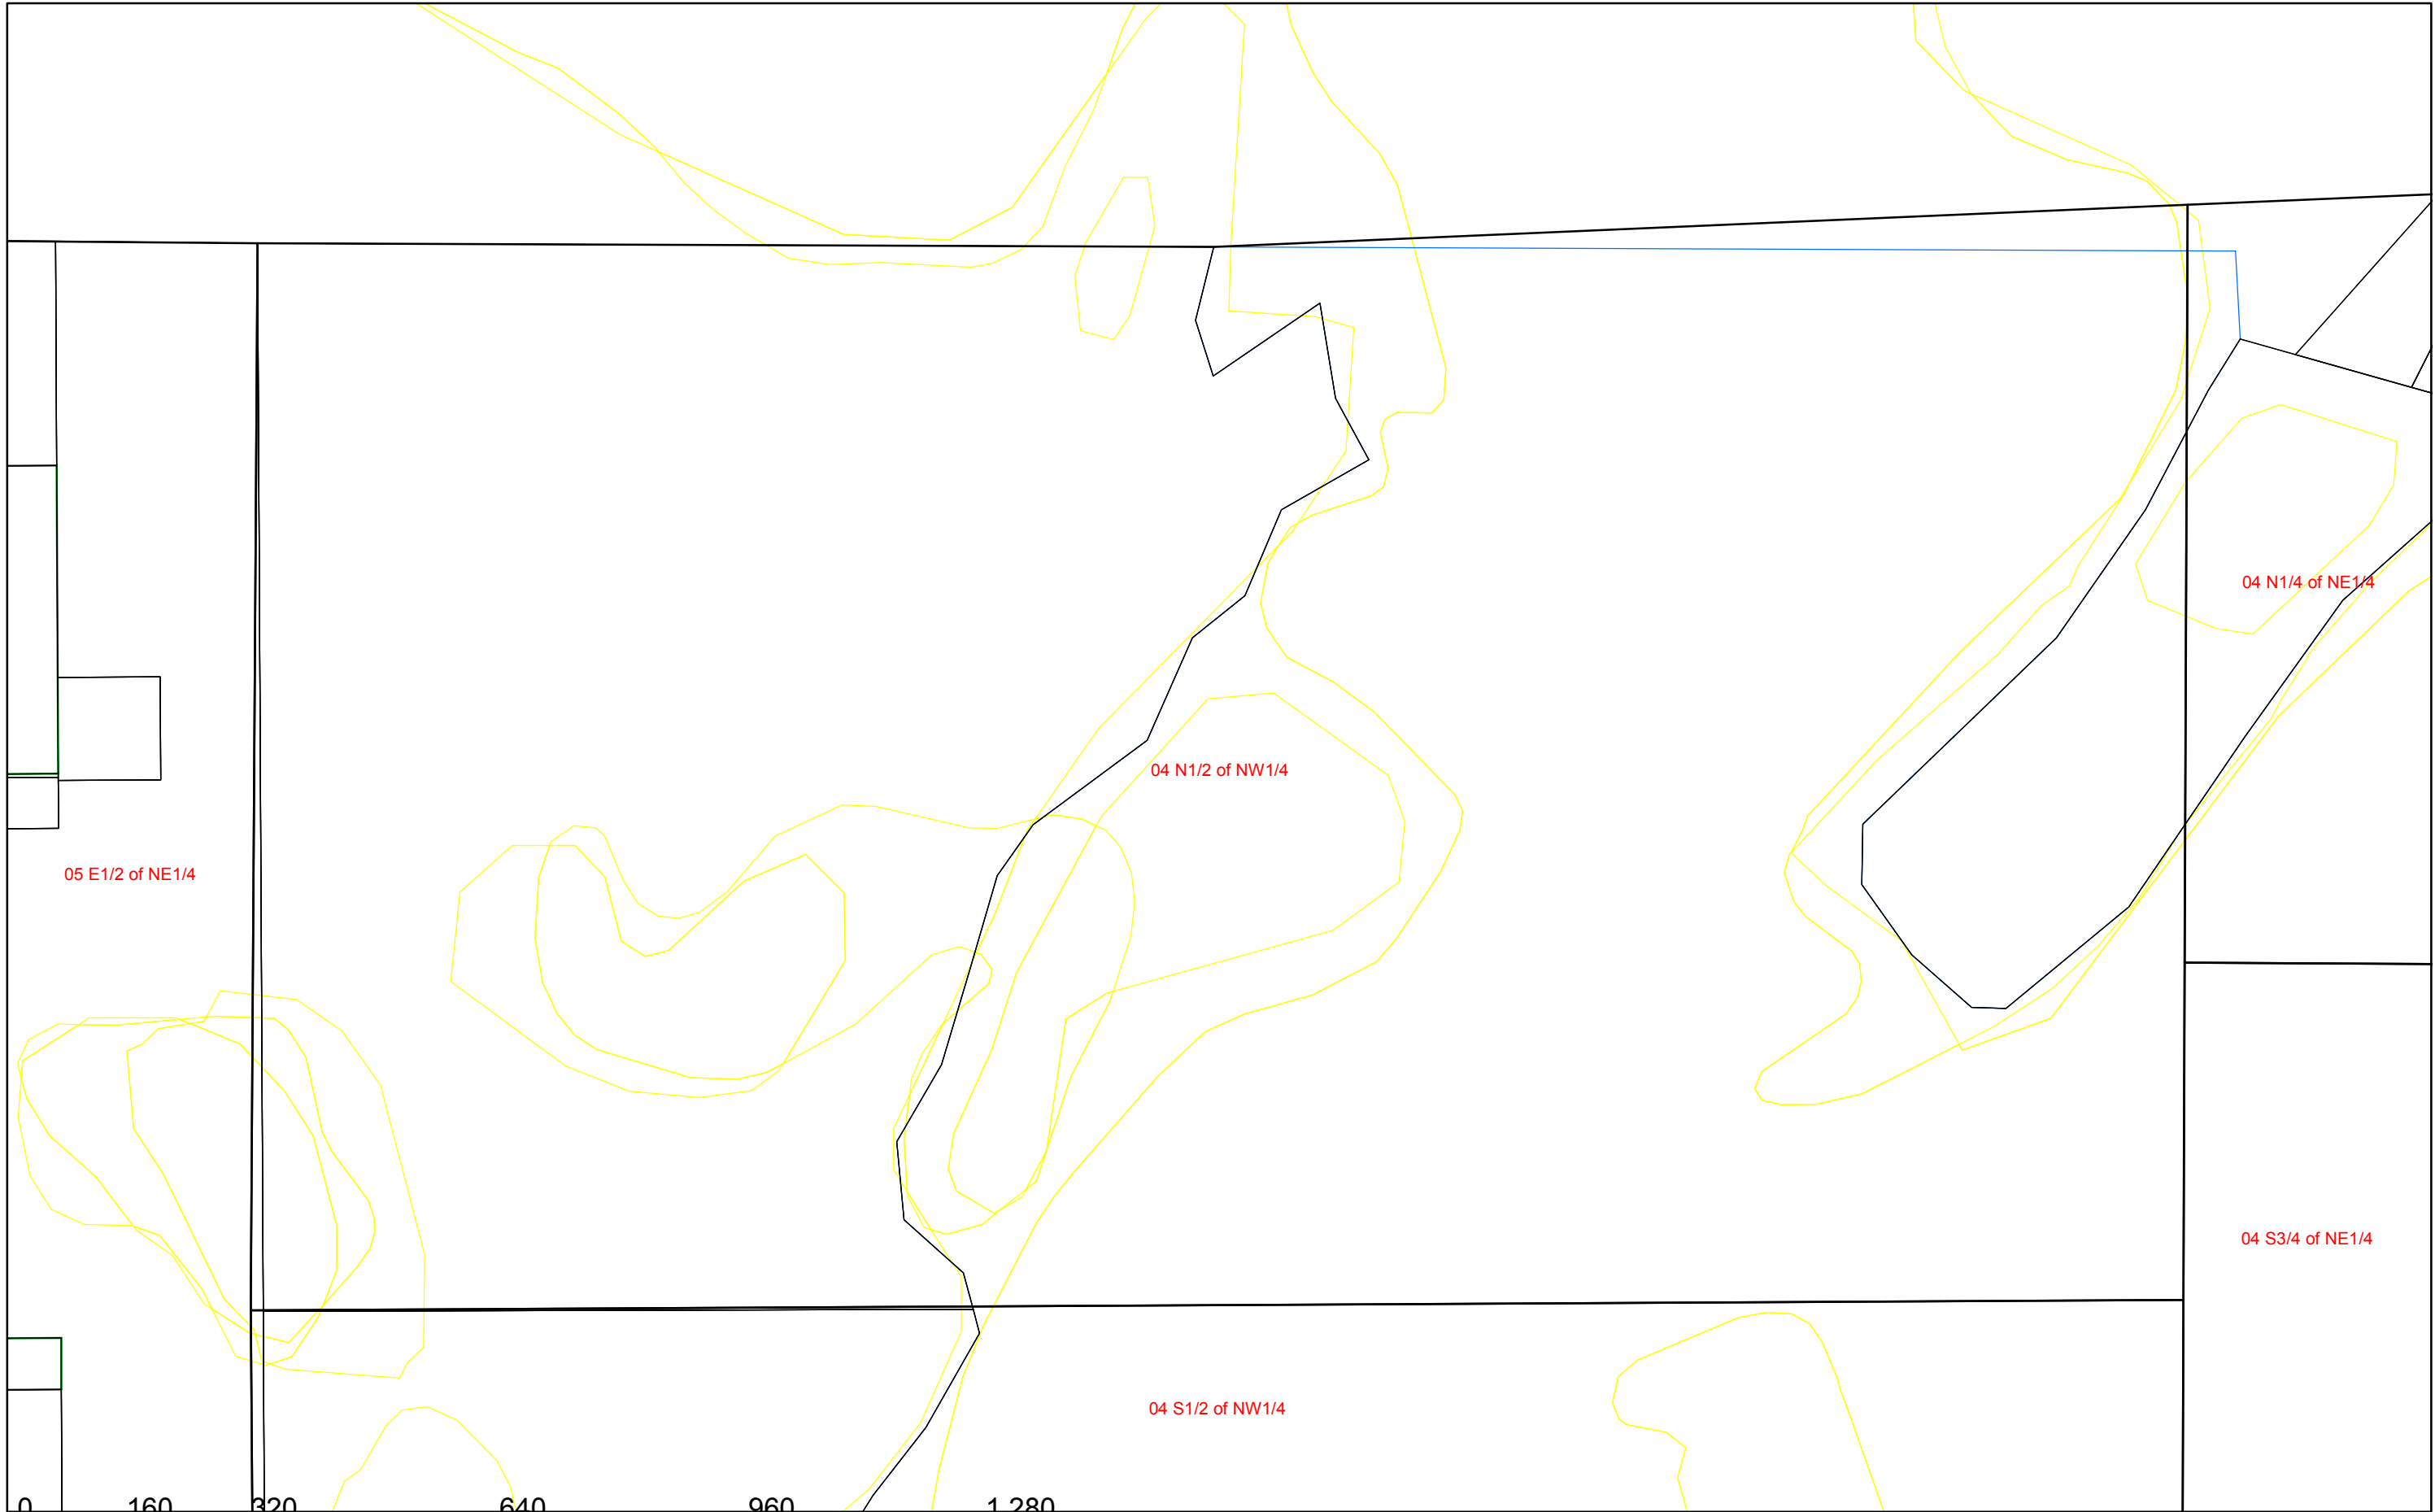 04 N1/4 of NE1/4
04 N1/2 of NW1/4
05 E1/2 of NE1/4
04 S3/4 of NE1/4
04 S1/2 of NW1/4
0 160 320 640 960 1,280